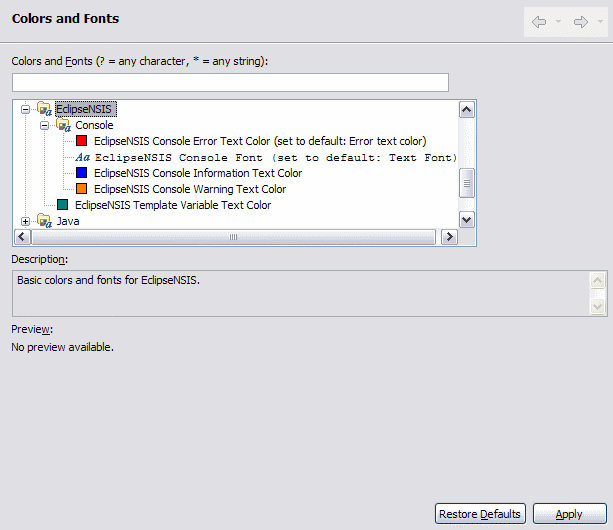 Colors and Fonts
Colors and Fonts (? = any character, * = any string):
EclipseNSIS
Console
EclipseNSIS Console Error Text Color (set to default: Error text color)
Aa EclipseNSIS Console Font (set to default: Text Font)
EclipseNSIS Console Information Text Color
EclipseNSIS Console Warning Text Color
EclipseNSIS Template Variable Text Color
Java
Description:
Basic colors and fonts for EclipseNSIS.
Preview:
No preview available.
Restore Defaults Apply